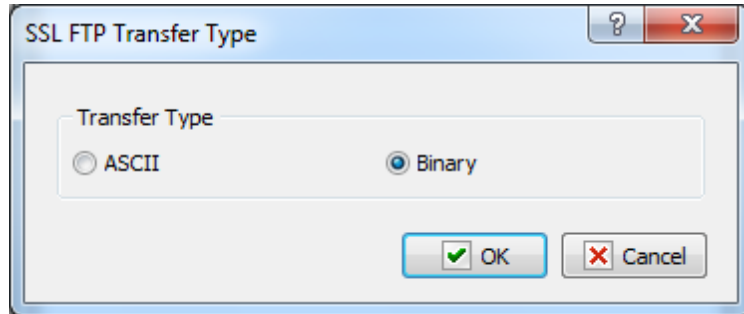 SSL FTP Transfer Type
Transfer Type
ASCII Binary
OK Cancel